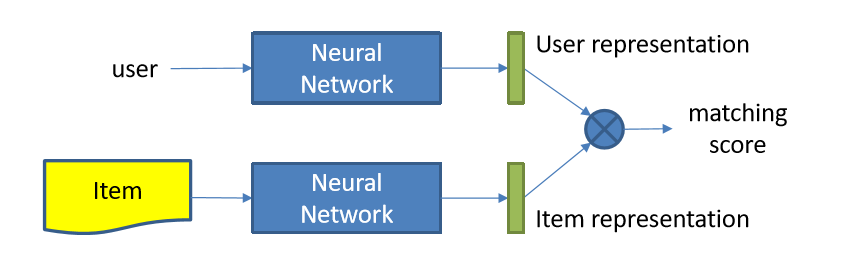 user
Neural
Network
User representation
matching
score
Item
Neural
Network
Item representation